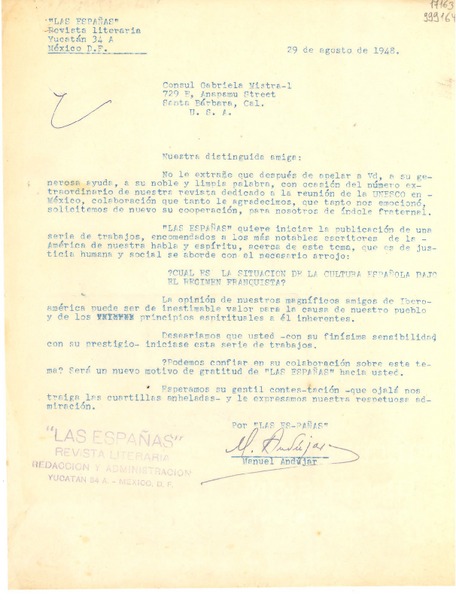 17163
999164
"LAS ESPAÑAS"
Revista literaria
Yucatán 34 A
México D.F.
29 de agosto de 1948.
Consul Gabriela Mistral
729 E, Anapamu Street
Santa Bárbara, Cal.
U. S. A.
Nuestra distinguida amiga:
No le extrañe que después de apelar a Vd, a su ge-
nerosa ayuda, a su noble y limpia palabra, con ocasión del número ex-
traordinario de nuestra revista dedicado a la reunión de la UNESCO en -
México, colaboración que tanto le agradecimos, que tanto nos emocionó,
solicitemos de nuevo su cooperación, para nosotros de índole fraternal.
"LAS ESPAÑAS" quiere iniciar la publicación de una
serie de trabajos, encomendados a los más notables escritores de la -
América de nuestra habla y espíritu, acerca de este tema, que es de jus-
ticia humana y social se aborde con el necesario arrojo:
?CUAL ES LA SITUACION DE LA CULTURA ESPAÑOLA BAJO
EL REGIMEN FRANQUISTA?
La opinión de nuestros magníficos amigos de Ibero-
américa puede ser de inestimable valor para la causa de nuestro pueblo
y de los principios espirituales a él inherentes.
Desearíamos que usted -con su finísima sensibilidad
con su prestigio- iniciase esta serie de trabajos.
?Podemos confiar en su colaboración sobre este te-
ma? Será un nuevo motivo de gratitud de "LAS ESPAÑAS" hacia usted.
Esperamos su gentil contestación -que ojalá nos
traiga las cuartillas anheladas- y le expresamos nuestra respetuosa ad-
miración.
Por "LAS ES-PAÑAS"
M. Andújar
Manuel Andújar
"LAS ESPAÑAS"
REVISTA LITERARIA
REDACCION Y ADMINISTRACION
YUCATAN 34 A. - MEXICO, D. F.